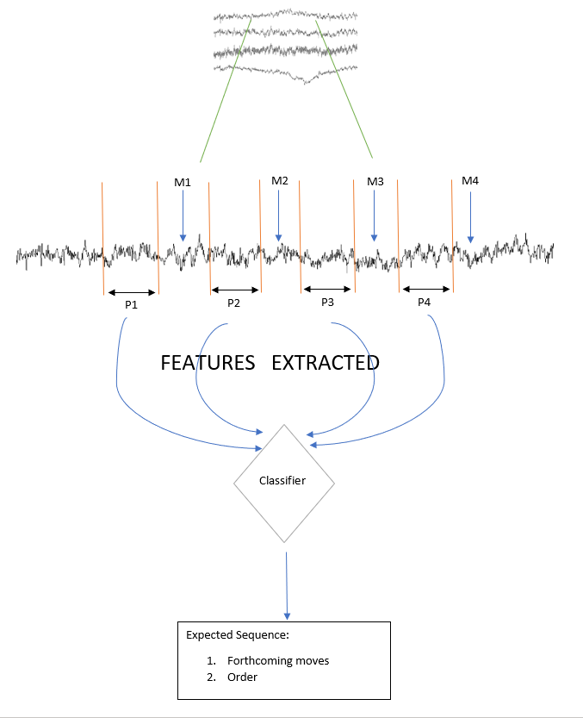 M1 M2 M3 M4
P1 P2 P3 P4
FEATURES EXTRACTED
Classifier
Expected Sequence:
1. Forthcoming moves
2. Order